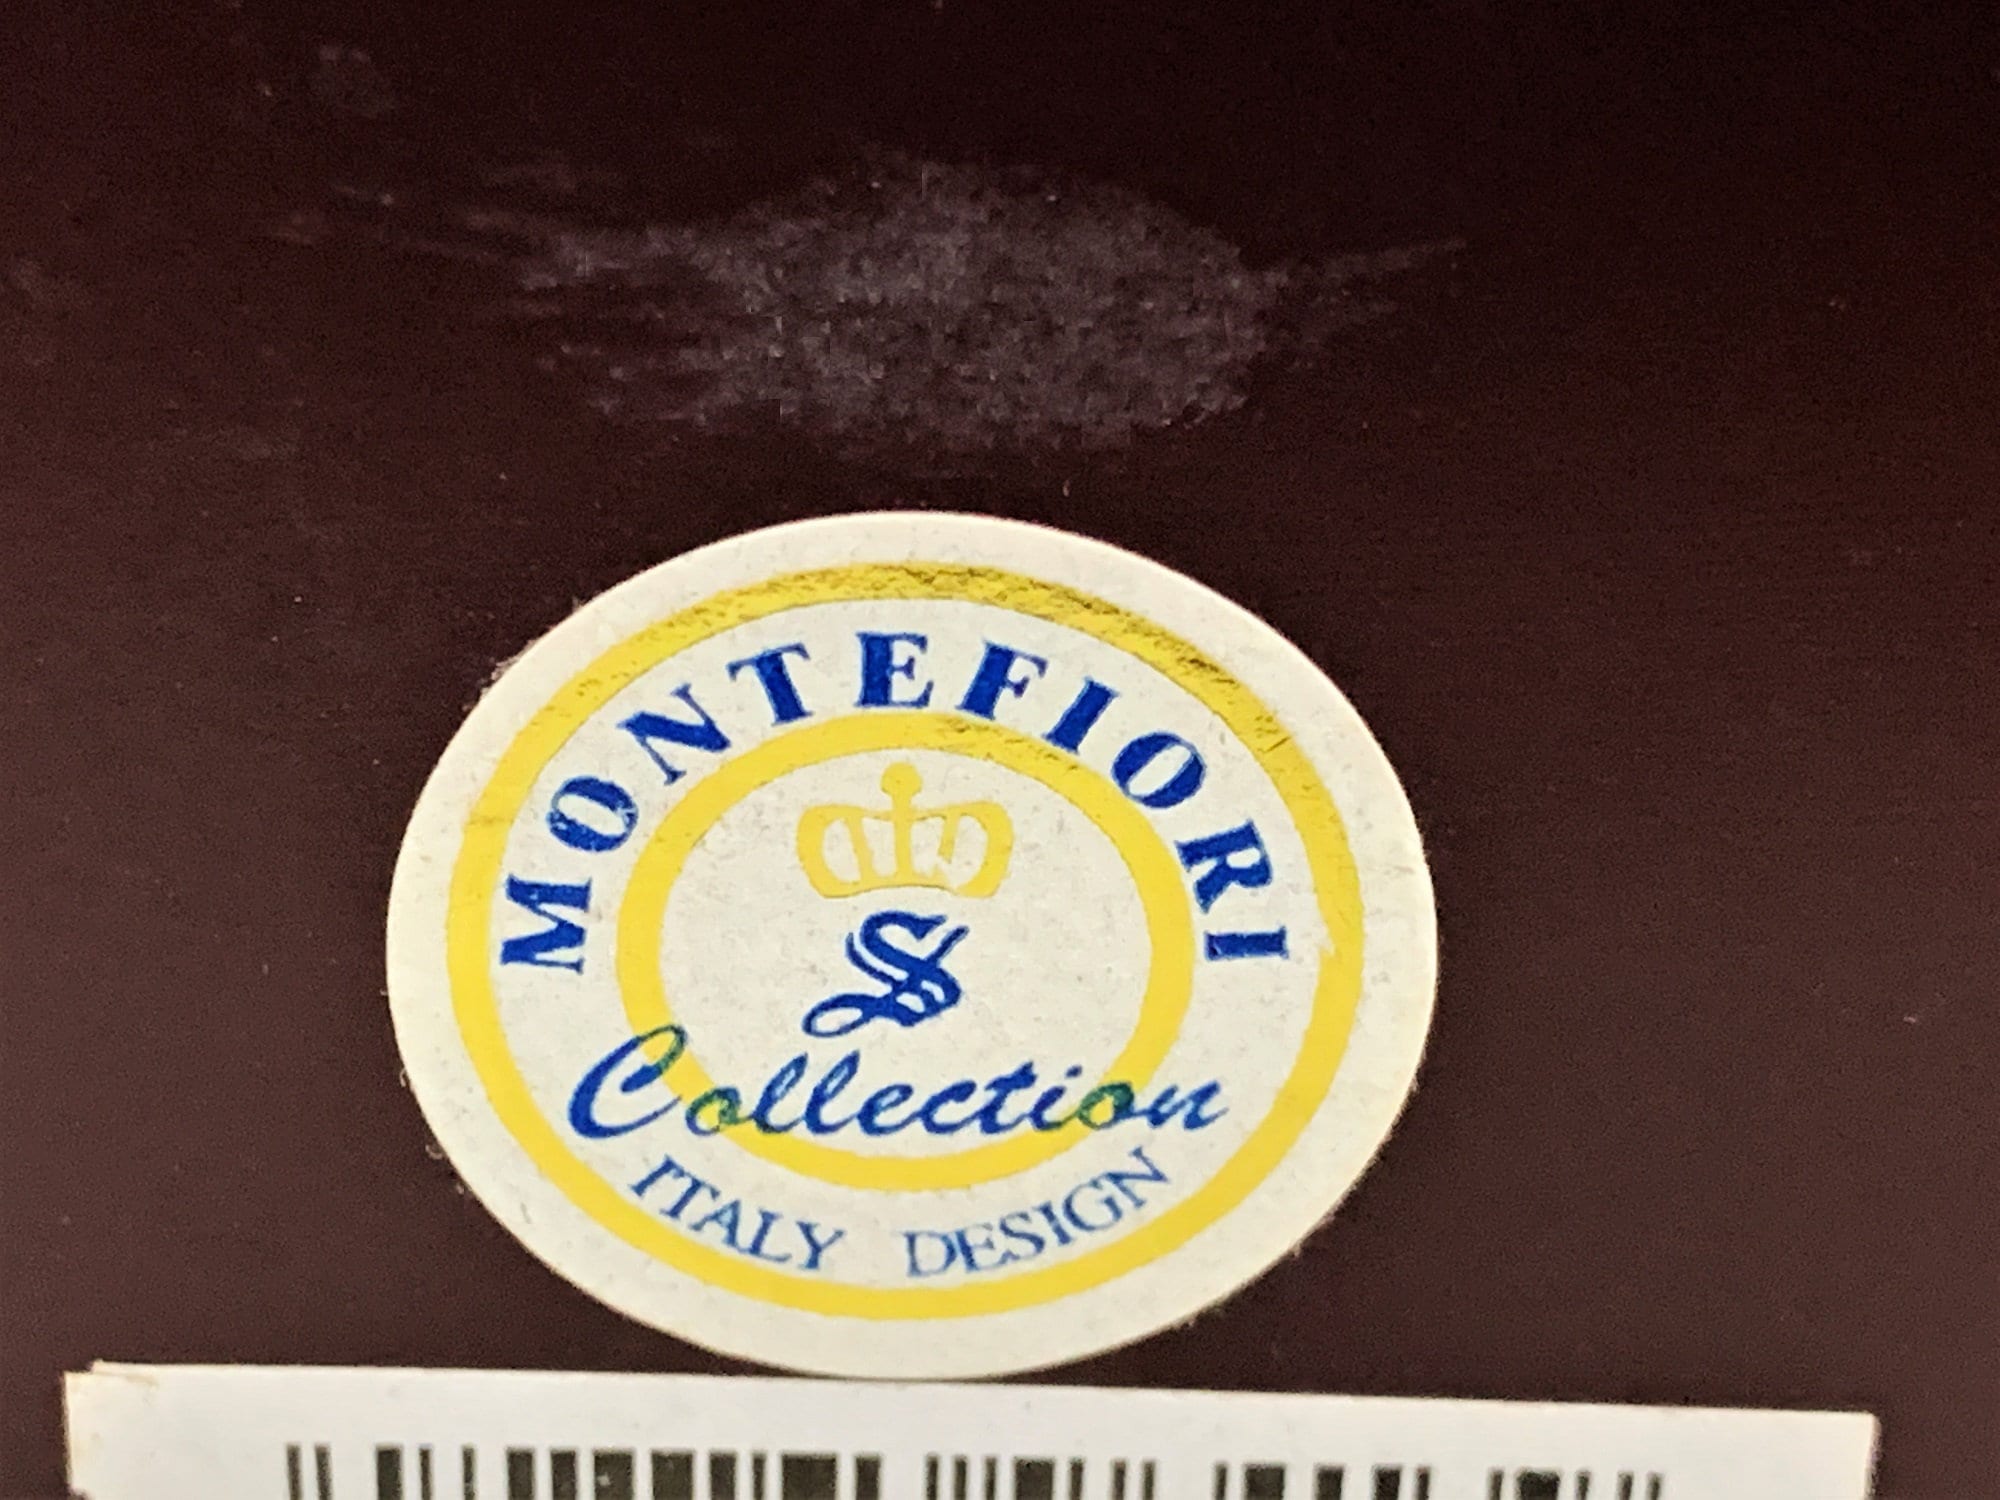 MONTEFIORI
S
Collection
ITALY DESIGN